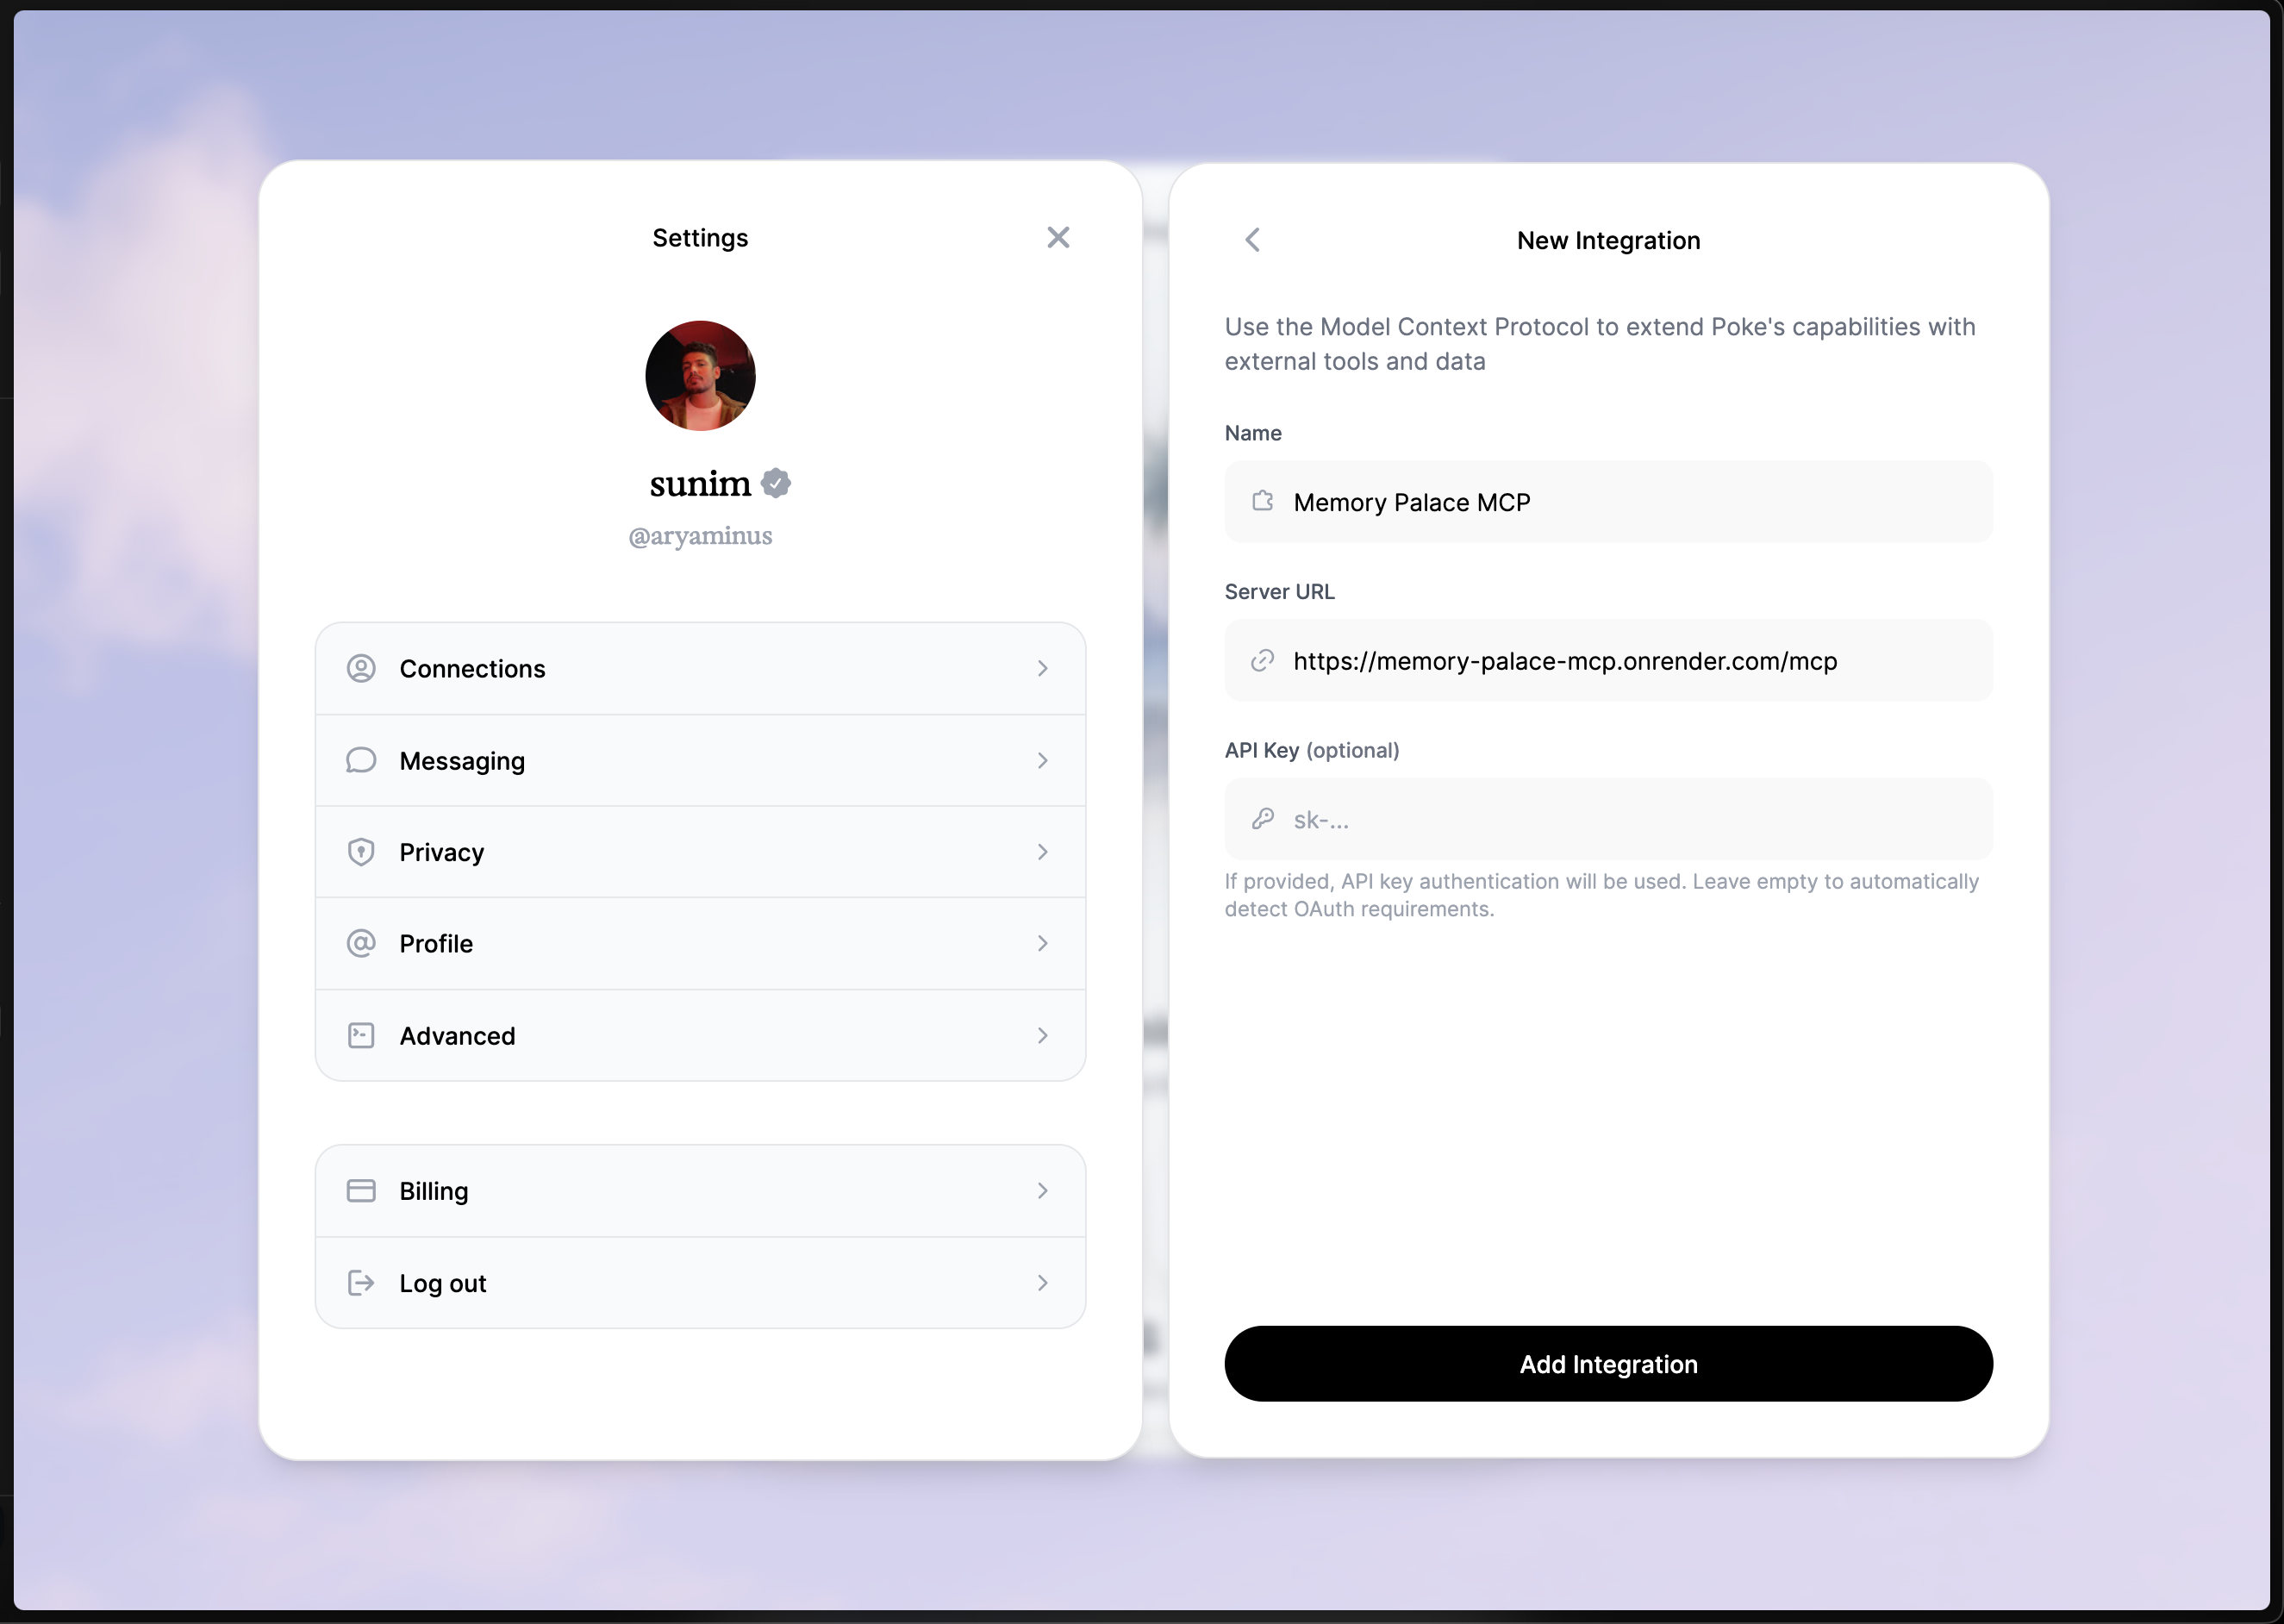 Settings
sunim
@aryaminus
Connections
Messaging
Privacy
Profile
Advanced
Billing
Log out
New Integration
Use the Model Context Protocol to extend Poke's capabilities with
external tools and data
Name
Memory Palace MCP
Server URL
https://memory-palace-mcp.onrender.com/mcp
API Key (optional)
sk-...
If provided, API key authentication will be used. Leave empty to automatically
detect OAuth requirements.
Add Integration